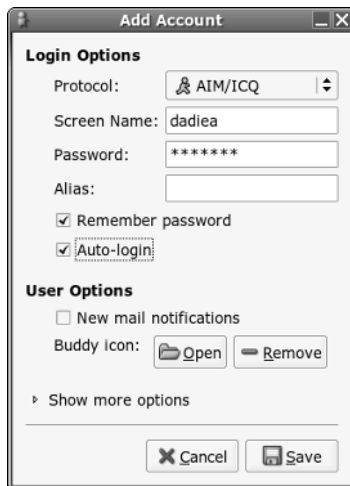 Add Account
Login Options
Protocol: AIM/ICQ
Screen Name: dadiea
Password: *******
Alias:
Remember password
Auto-login
User Options
New mail notifications
Buddy icon: Open Remove
Show more options
Cancel Save